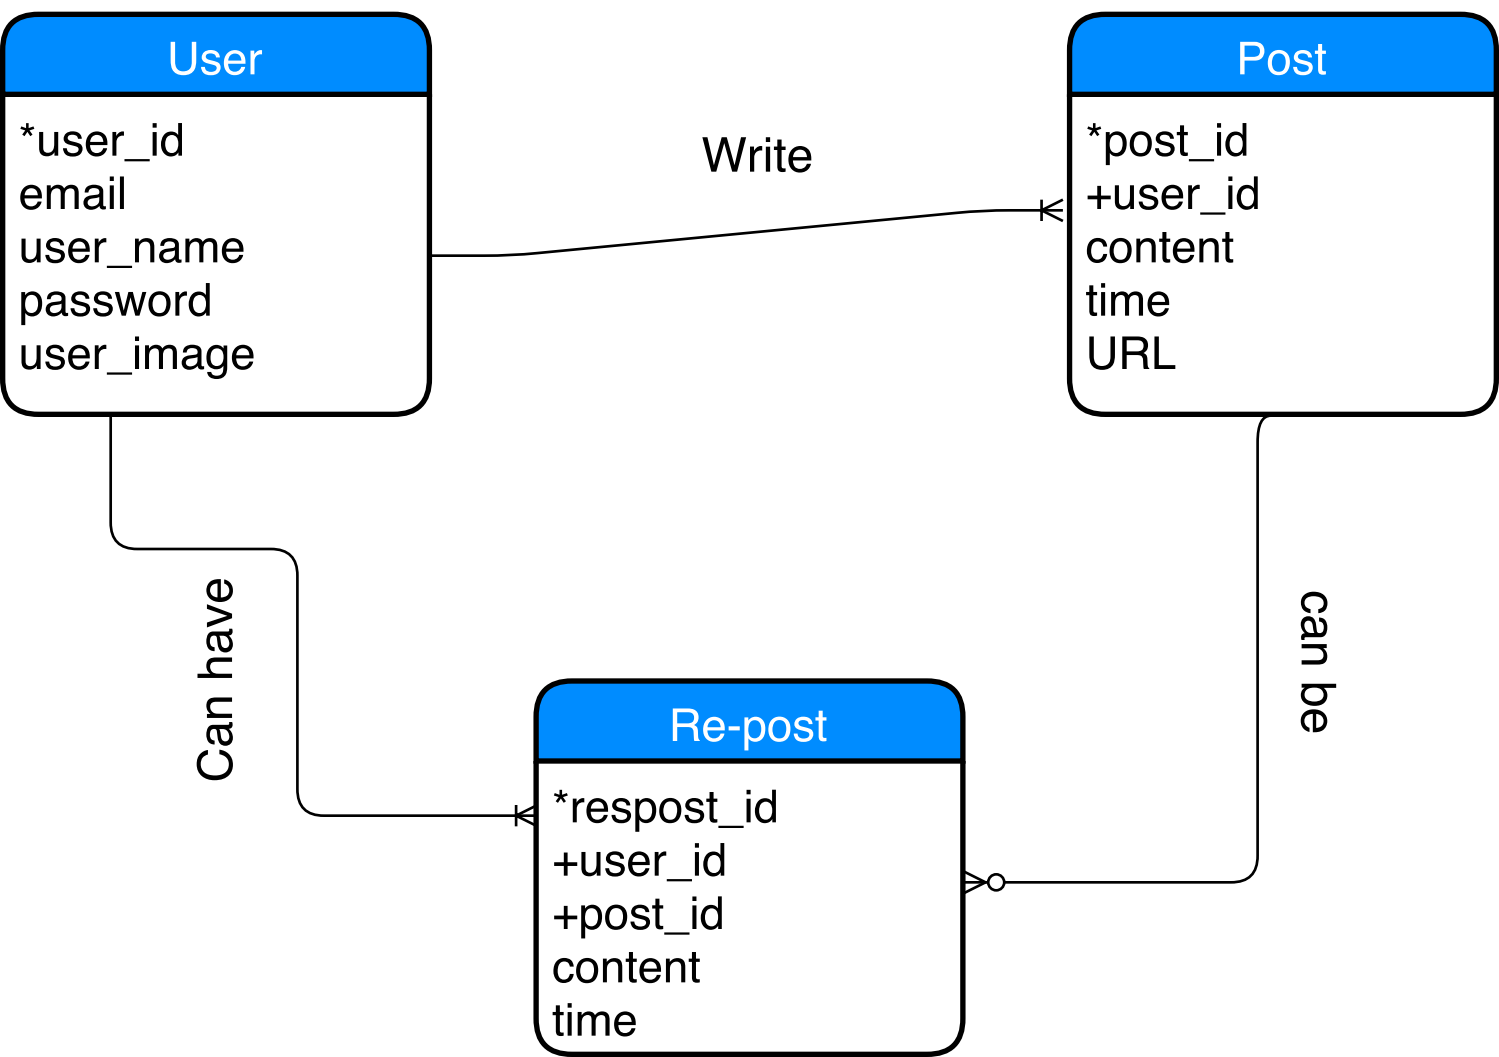 User
*user_id
email
user_name
password
user_image
Write
Post
*post_id
+user_id
content
time
URL
Can have
can be
Re-post
*respost_id
+user_id
+post_id
content
time